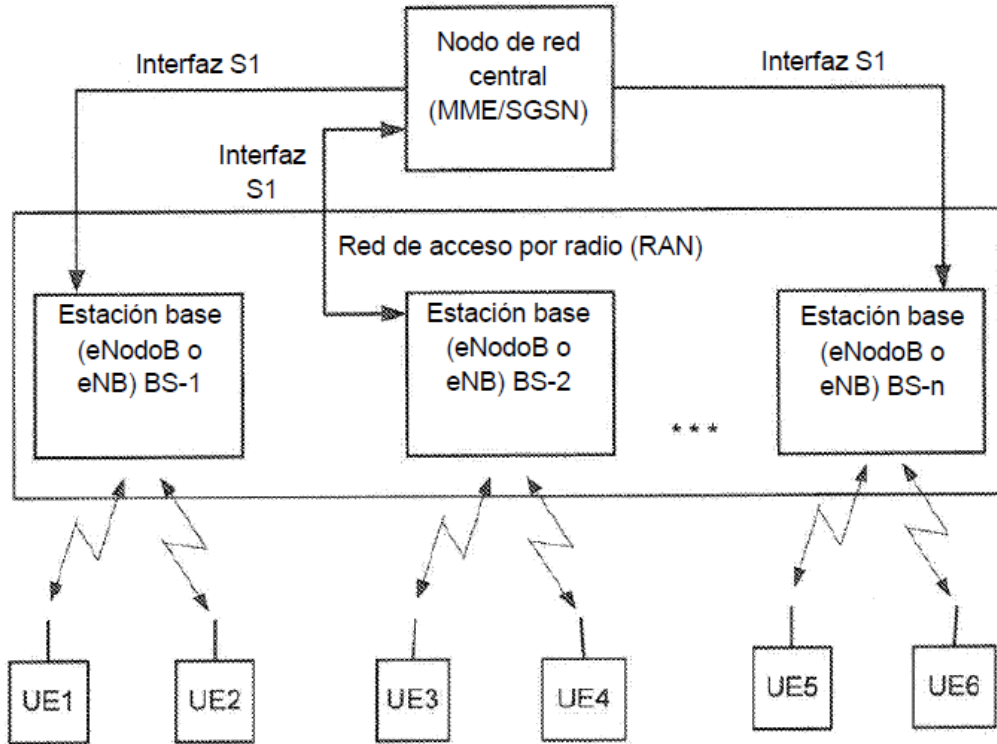 Interfaz S1
Nodo de red
central
(MME/SGSN)
Interfaz S1
Interfaz
S1
Red de acceso por radio (RAN)
Estación base
(eNodoB o
eNB) BS-1
Estación base
(eNodoB o
eNB) BS-2
* * *
Estación base
(eNodoB o
eNB) BS-n
UE1
UE2
UE3
UE4
UE5
UE6